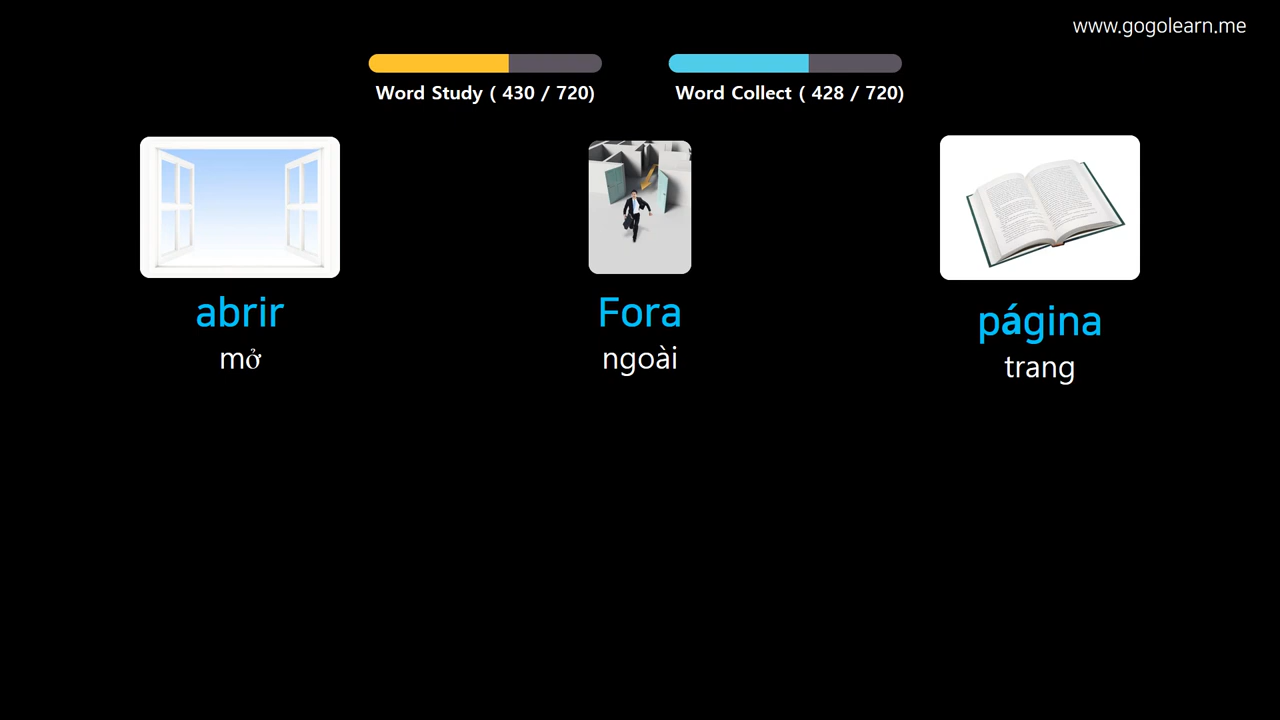 www.gogolearn.me
Word Study ( 430 / 720)
Word Collect ( 428 / 720)
abrir
mở
Fora
ngoài
página
trang